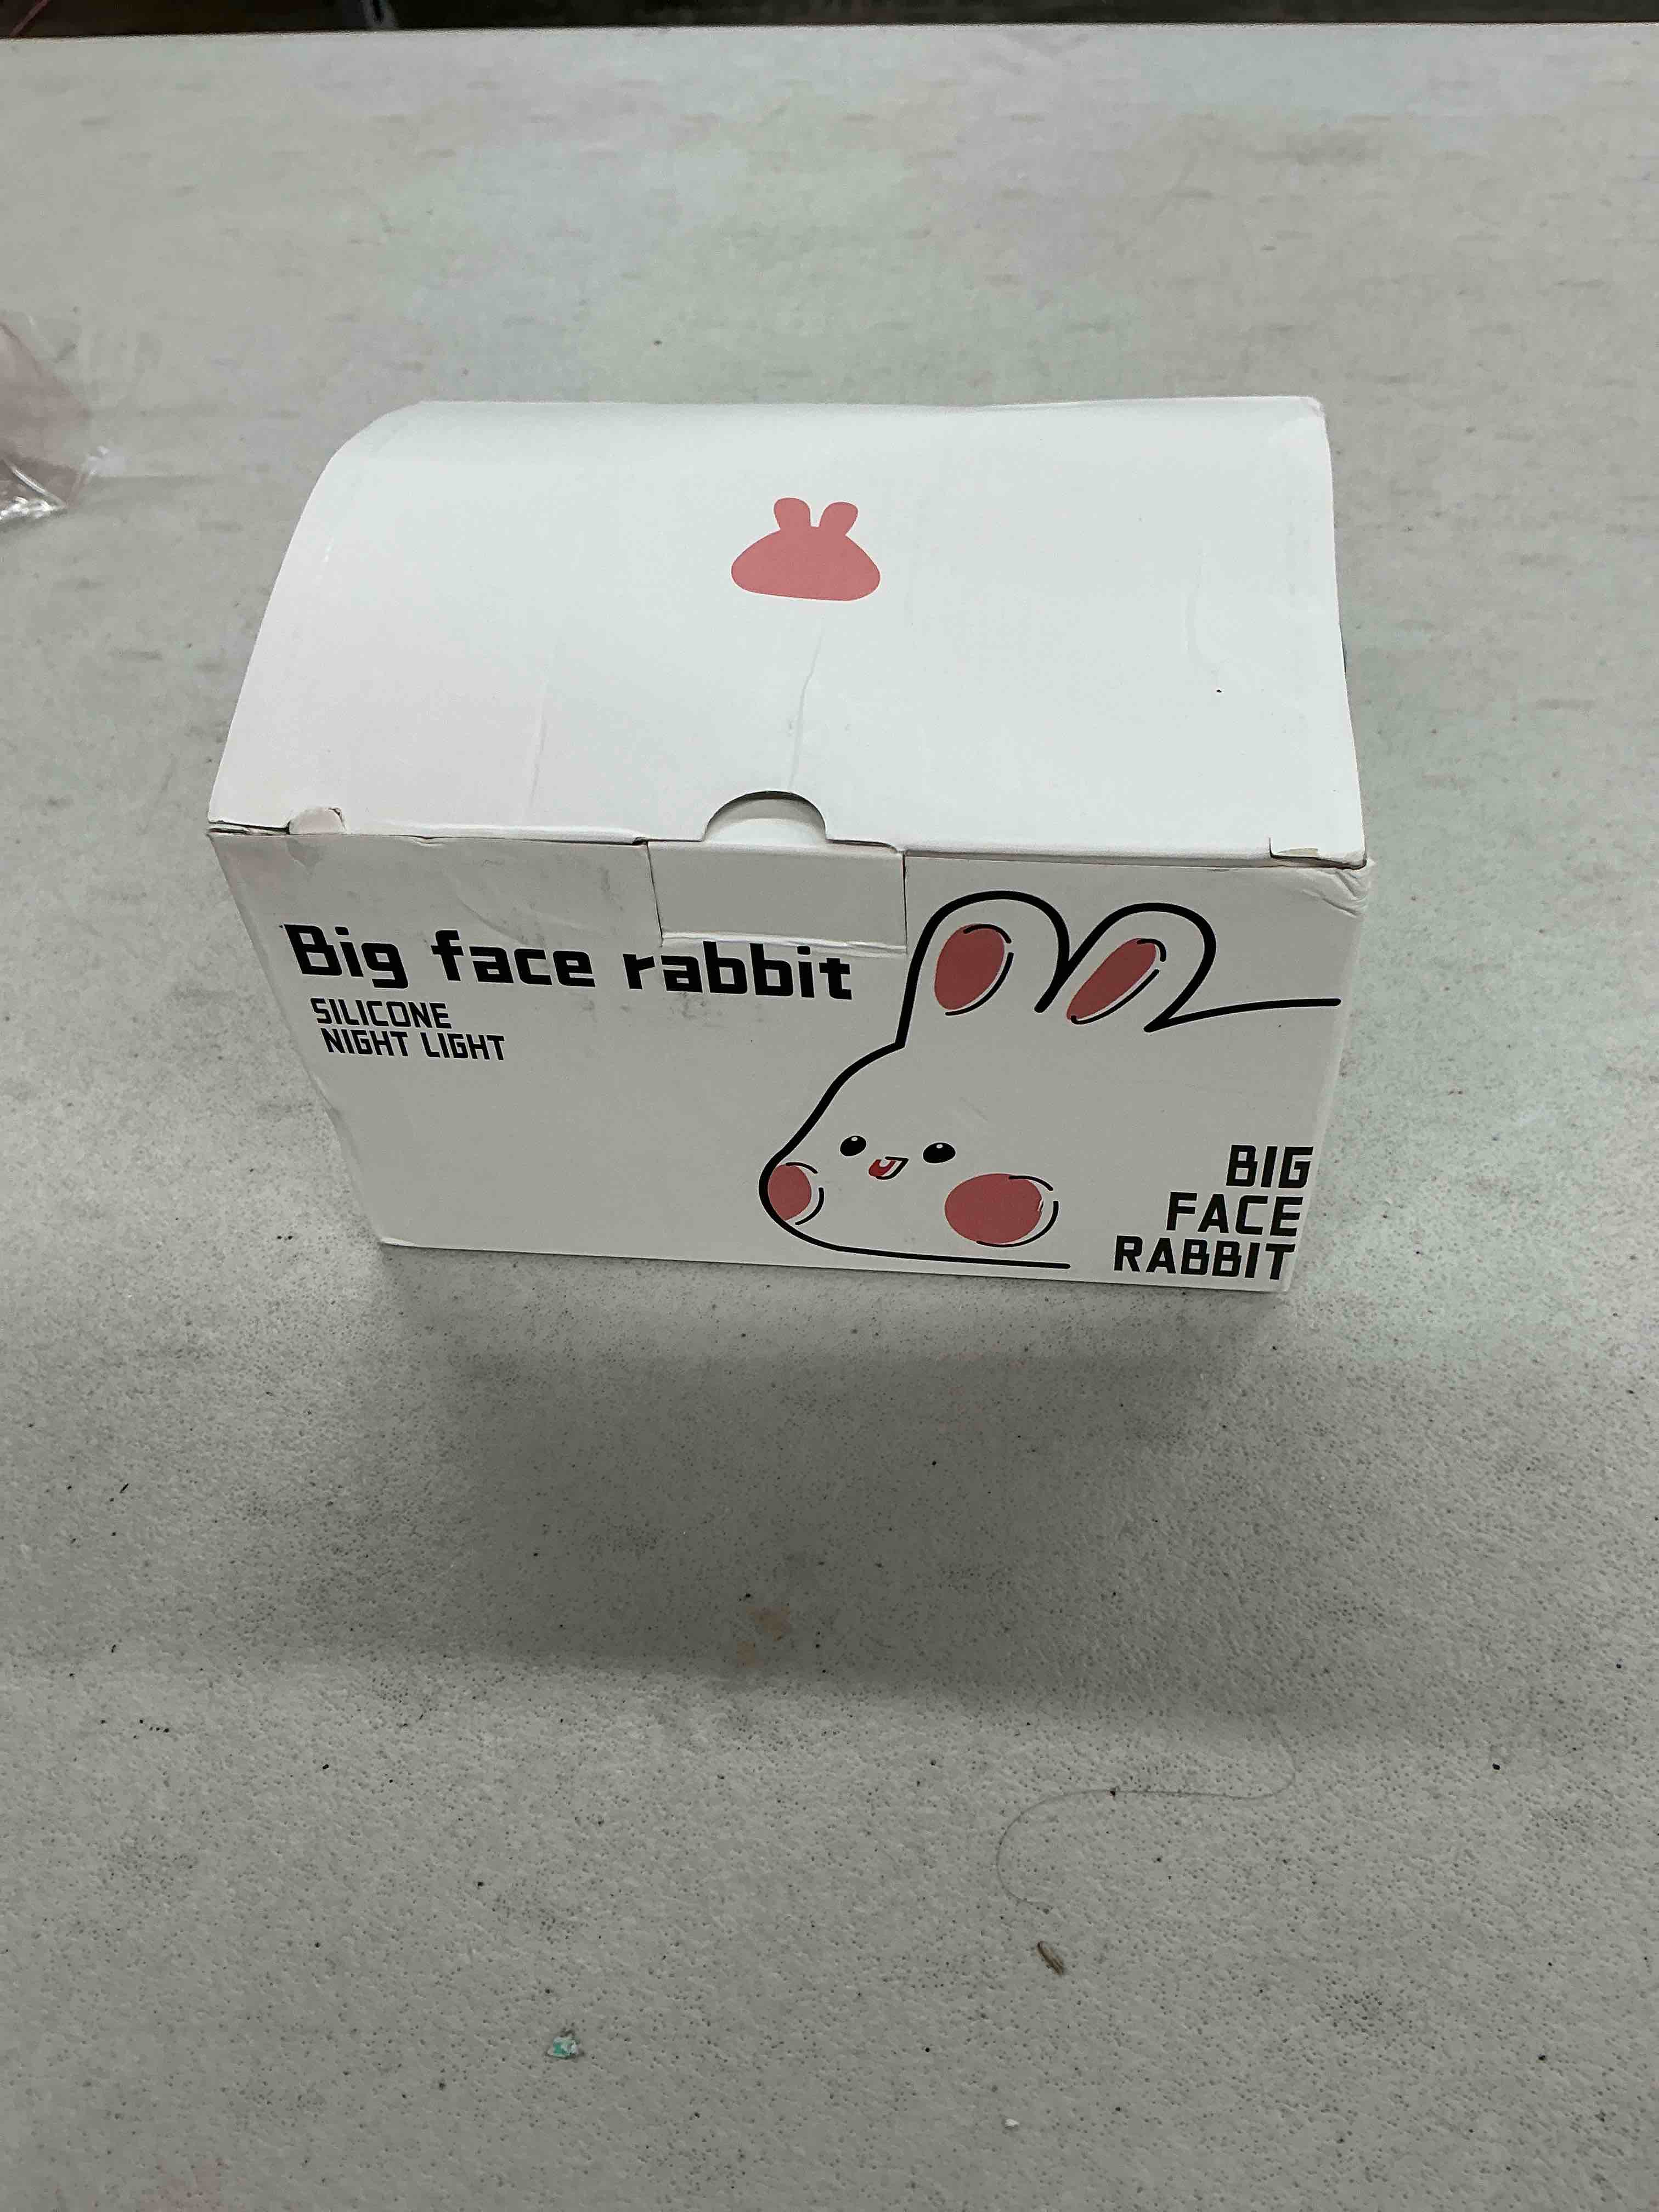 Big face rabbit
SILICONE
NIGHT LIGHT
BIG
FACE
RABBIT